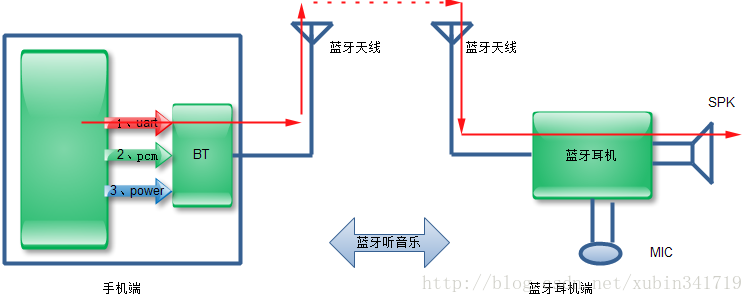 蓝牙天线
蓝牙天线
SPK
1、uart
2、pcm
3、power
BT
蓝牙耳机
蓝牙听音乐
MIC
手机端
蓝牙耳机端
http://blog.csdn.net/xubin341719